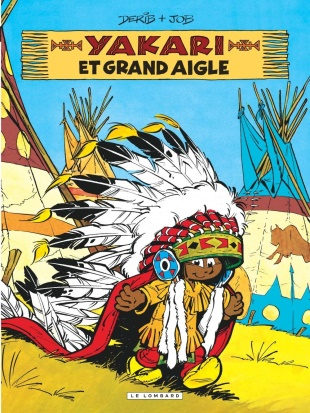 DERIB + JOB
YAKARI
ET GRAND AIGLE
LE LOMBARD